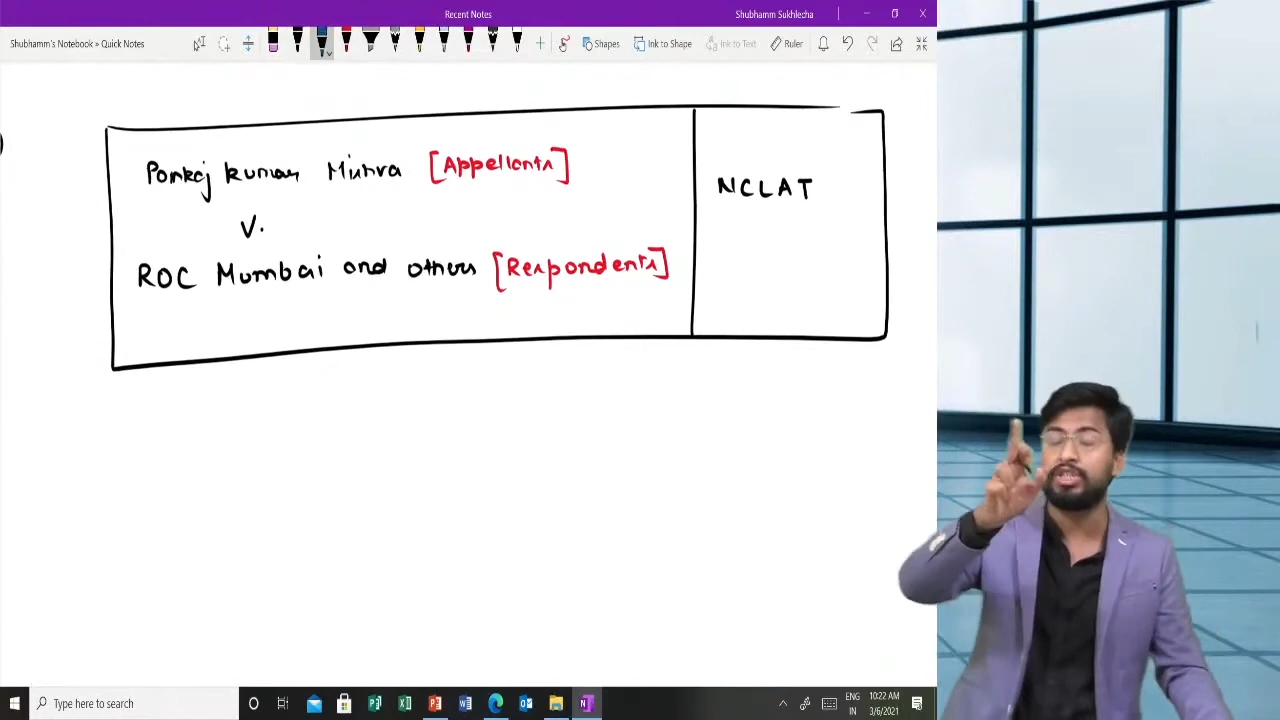 Recent Notes
Shubhamm Sukhlecha
Shubhamm's Notebook » Quick Notes
Shapes
Ink to Shape
Ink to Text
Ruler
Pankaj Kumar Mishra [Appellants]
NCLAT
V.
ROC Mumbai and others [Respondents]
Type here to search
ENG
IN
10:22 AM
3/6/2021